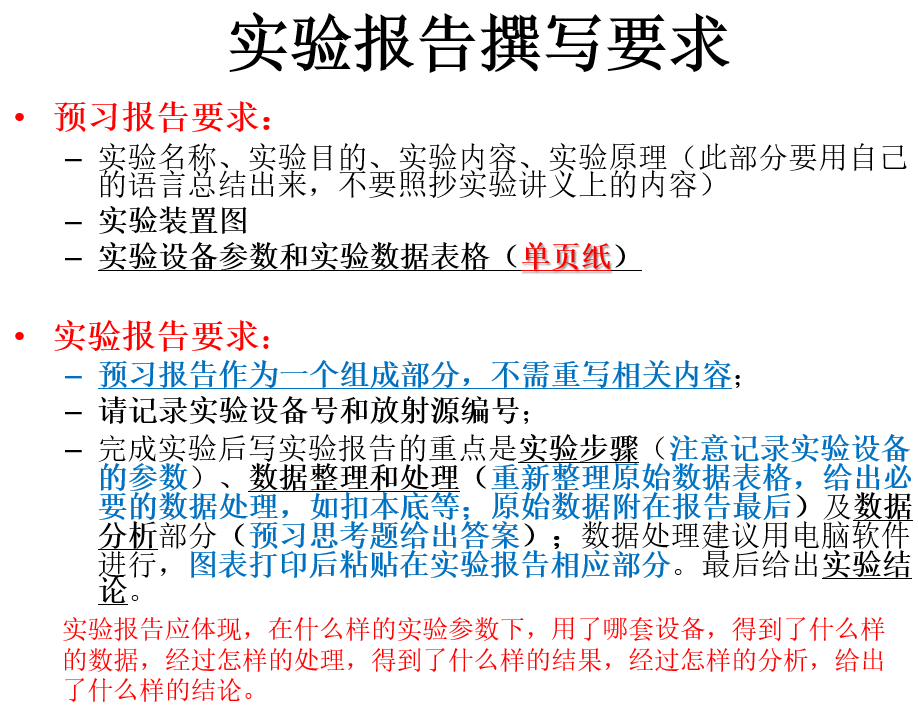 实验报告撰写要求
• 预习报告要求：
– 实验名称、实验目的、实验内容、实验原理（此部分要用自己
的语言总结出来，不要照抄实验讲义上的内容）
– 实验装置图
– 实验设备参数和实验数据表格（单页纸）
• 实验报告要求：
– 预习报告作为一个组成部分，不需重写相关内容；
– 请记录实验设备号和放射源编号；
– 完成实验后写实验报告的重点是实验步骤（注意记录实验设备
的参数）、数据整理和处理（重新整理原始数据表格，给出必
要的数据处理，如扣本底等；原始数据附在报告最后）及数据
分析部分（预习思考题给出答案）；数据处理建议用电脑软件
进行，图表打印后粘贴在实验报告相应部分。最后给出实验结
论。
实验报告应体现，在什么样的实验参数下，用了哪套设备，得到了什么样
的数据，经过怎样的处理，得到了什么样的结果，经过怎样的分析，给出
了什么样的结论。